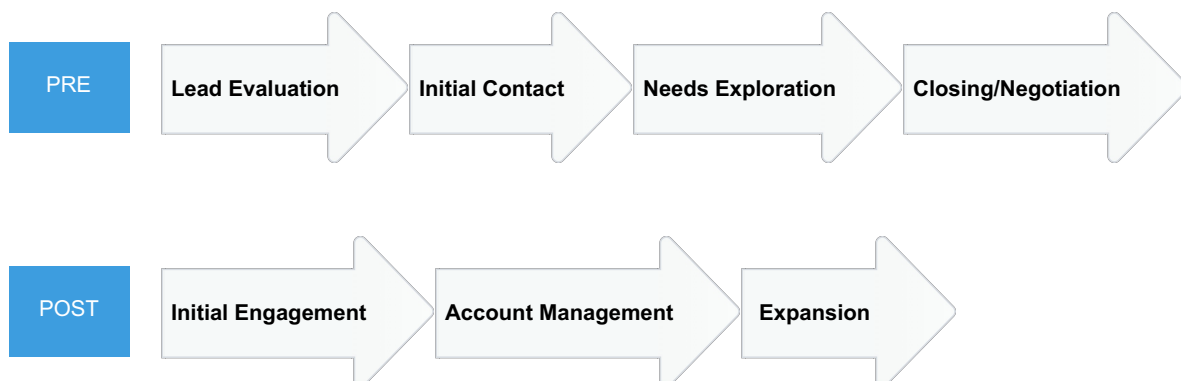 PRE
Lead Evaluation
Initial Contact
Needs Exploration
Closing/Negotiation
POST
Initial Engagement
Account Management
Expansion